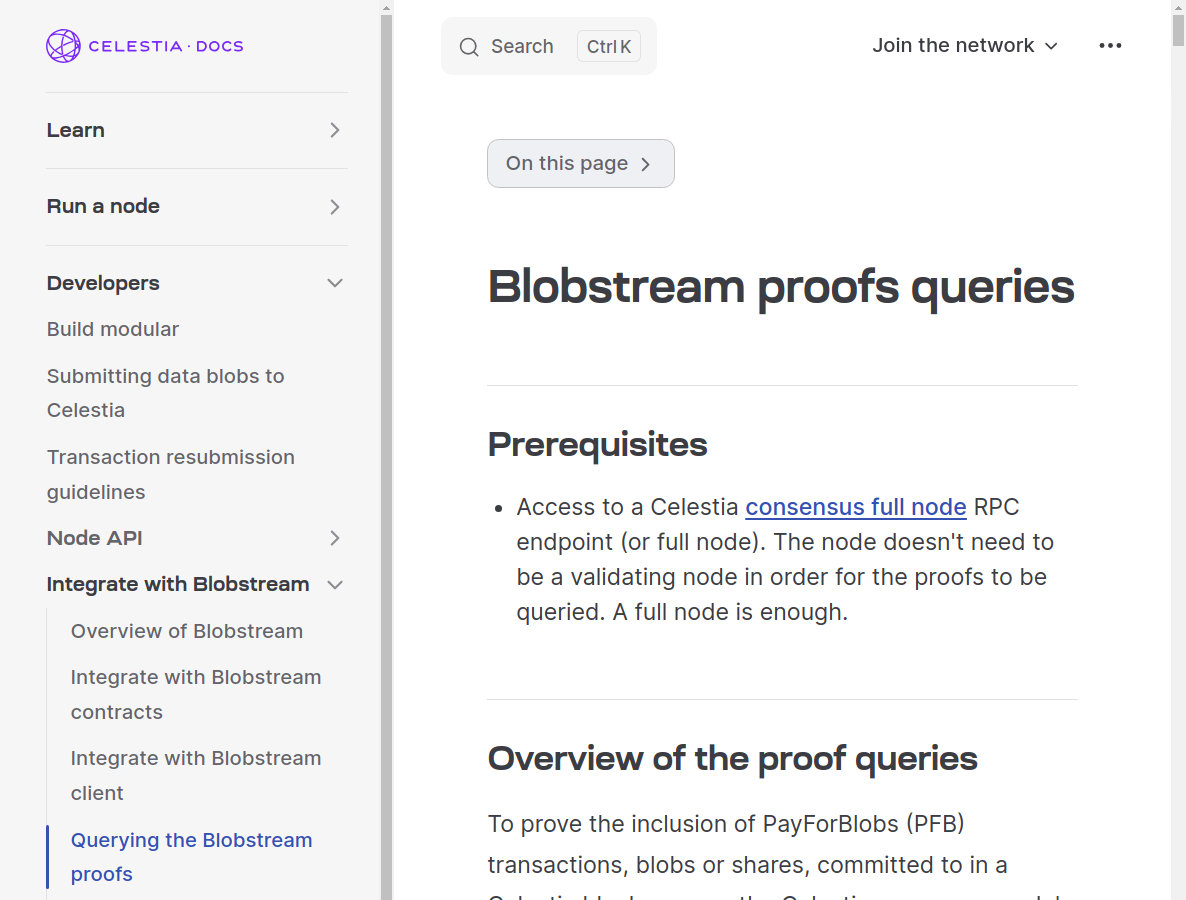 CELESTIA · DOCS
Learn
Run a node
Developers
Build modular
Submitting data blobs to
Celestia
Transaction resubmission
guidelines
Node API
Integrate with Blobstream
Overview of Blobstream
Integrate with Blobstream
contracts
Integrate with Blobstream
client
Querying the Blobstream
proofs
Search Ctrl K
Join the network
On this page
Blobstream proofs queries
Prerequisites
• Access to a Celestia consensus full node RPC
endpoint (or full node). The node doesn't need to
be a validating node in order for the proofs to be
queried. A full node is enough.
Overview of the proof queries
To prove the inclusion of PayForBlobs (PFB)
transactions, blobs or shares, committed to in a